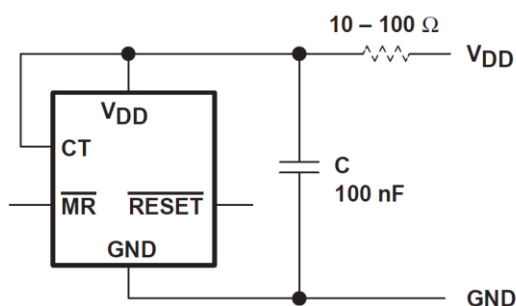 10 – 100 Ω
VDD
VDD
CT
C
100 nF
MR RESET
GND
GND